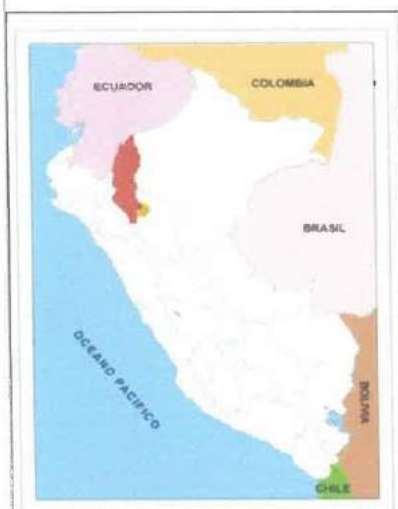 ECUADOR
COLOMBIA
BRASIL
OCEANO PACIFICO
BOLIVIA
CHILE